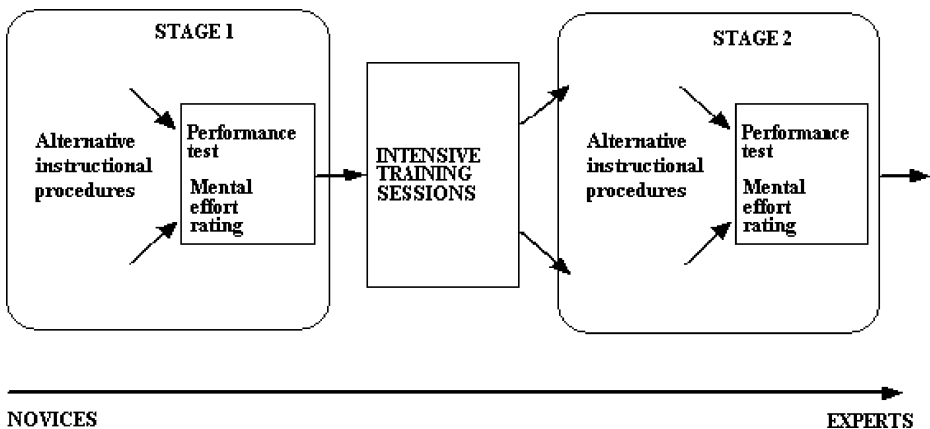 STAGE 1
Alternative
instructional
procedures
Performance
test
Mental
effort
rating
INTENSIVE
TRAINING
SESSIONS
STAGE 2
Alternative
instructional
procedures
Performance
test
Mental
effort
rating
NOVICES
EXPERTS